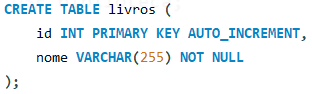 CREATE TABLE livros (
    id INT PRIMARY KEY AUTO_INCREMENT,
    nome VARCHAR(255) NOT NULL
);